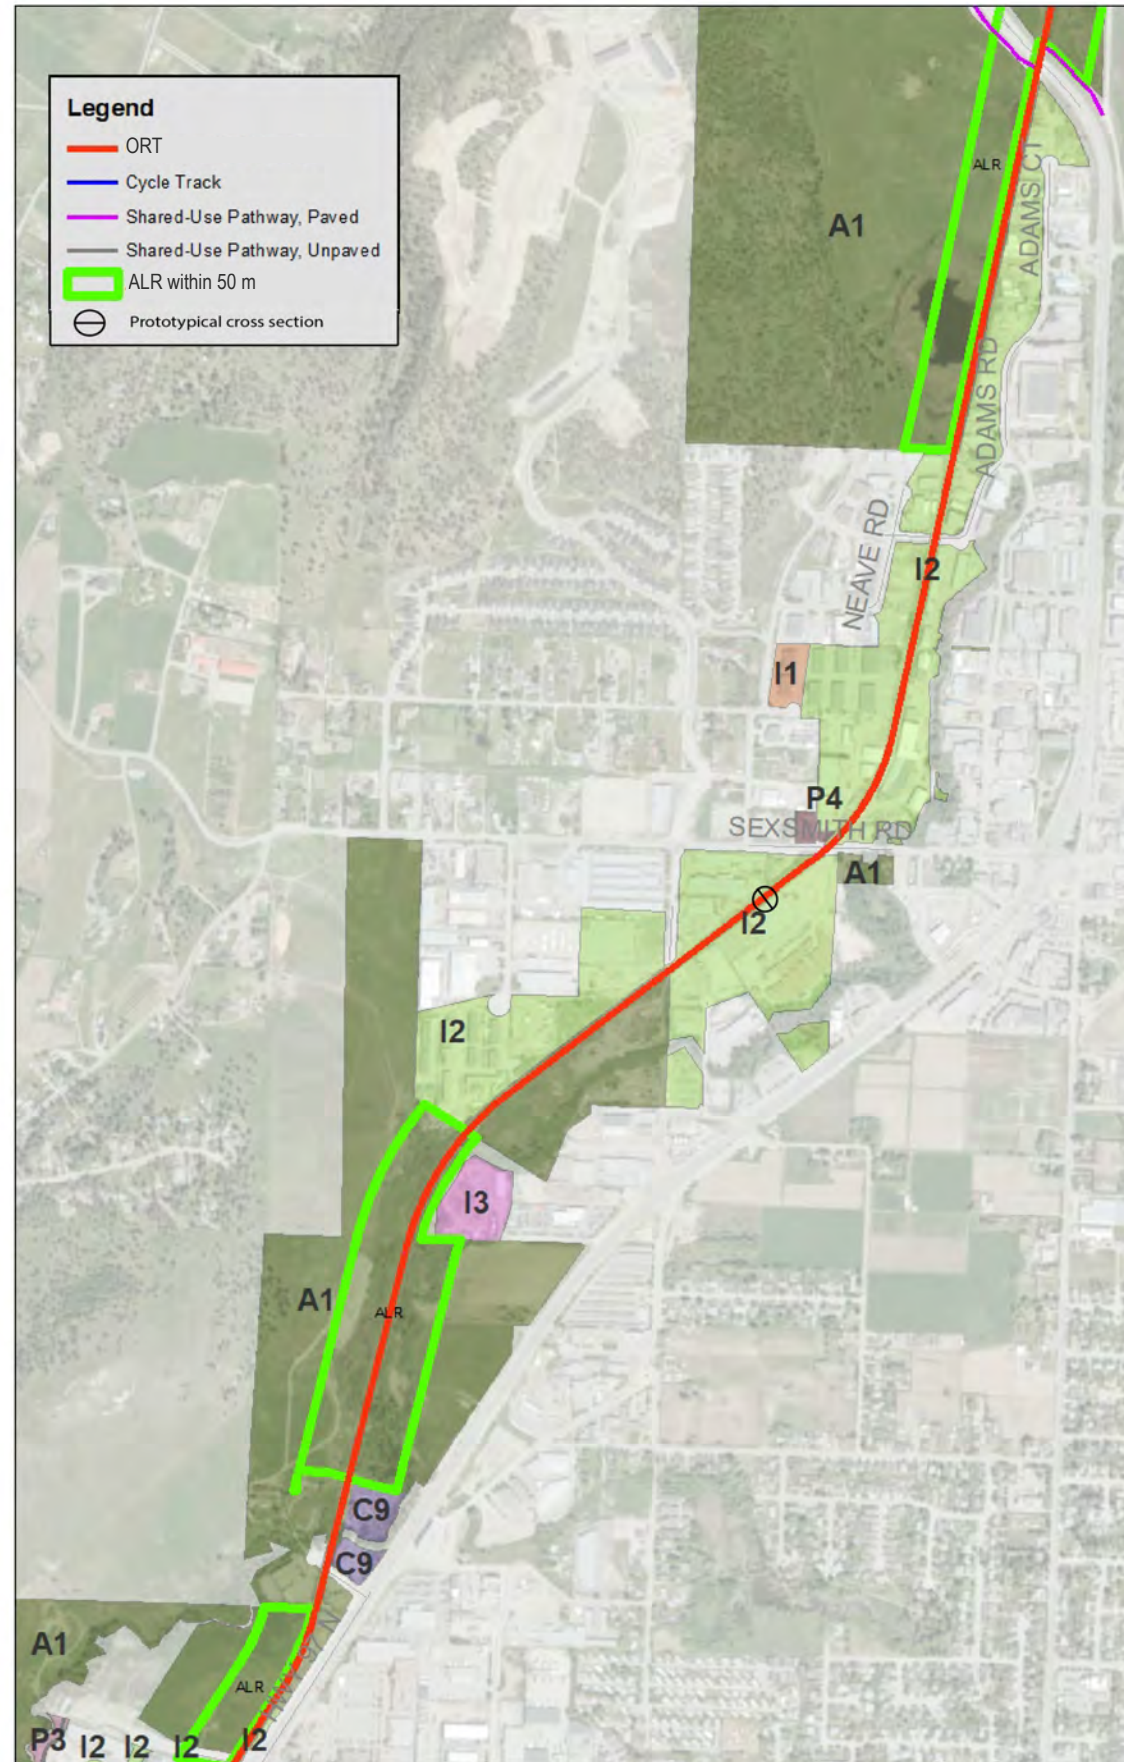 Legend
ORT
Cycle Track
Shared-Use Pathway, Paved
Shared-Use Pathway, Unpaved
ALR within 50 m
Prototypical cross section
ALR
ADAMS CT
A1
ADAMS RD
NEAVE RD
I2
I1
P4
SEXSMITH RD
A1
I2
I2
I3
A1
ALR
C9
C9
HWY 97 N
A1
ALR
P3 I2 I2 I2 I2